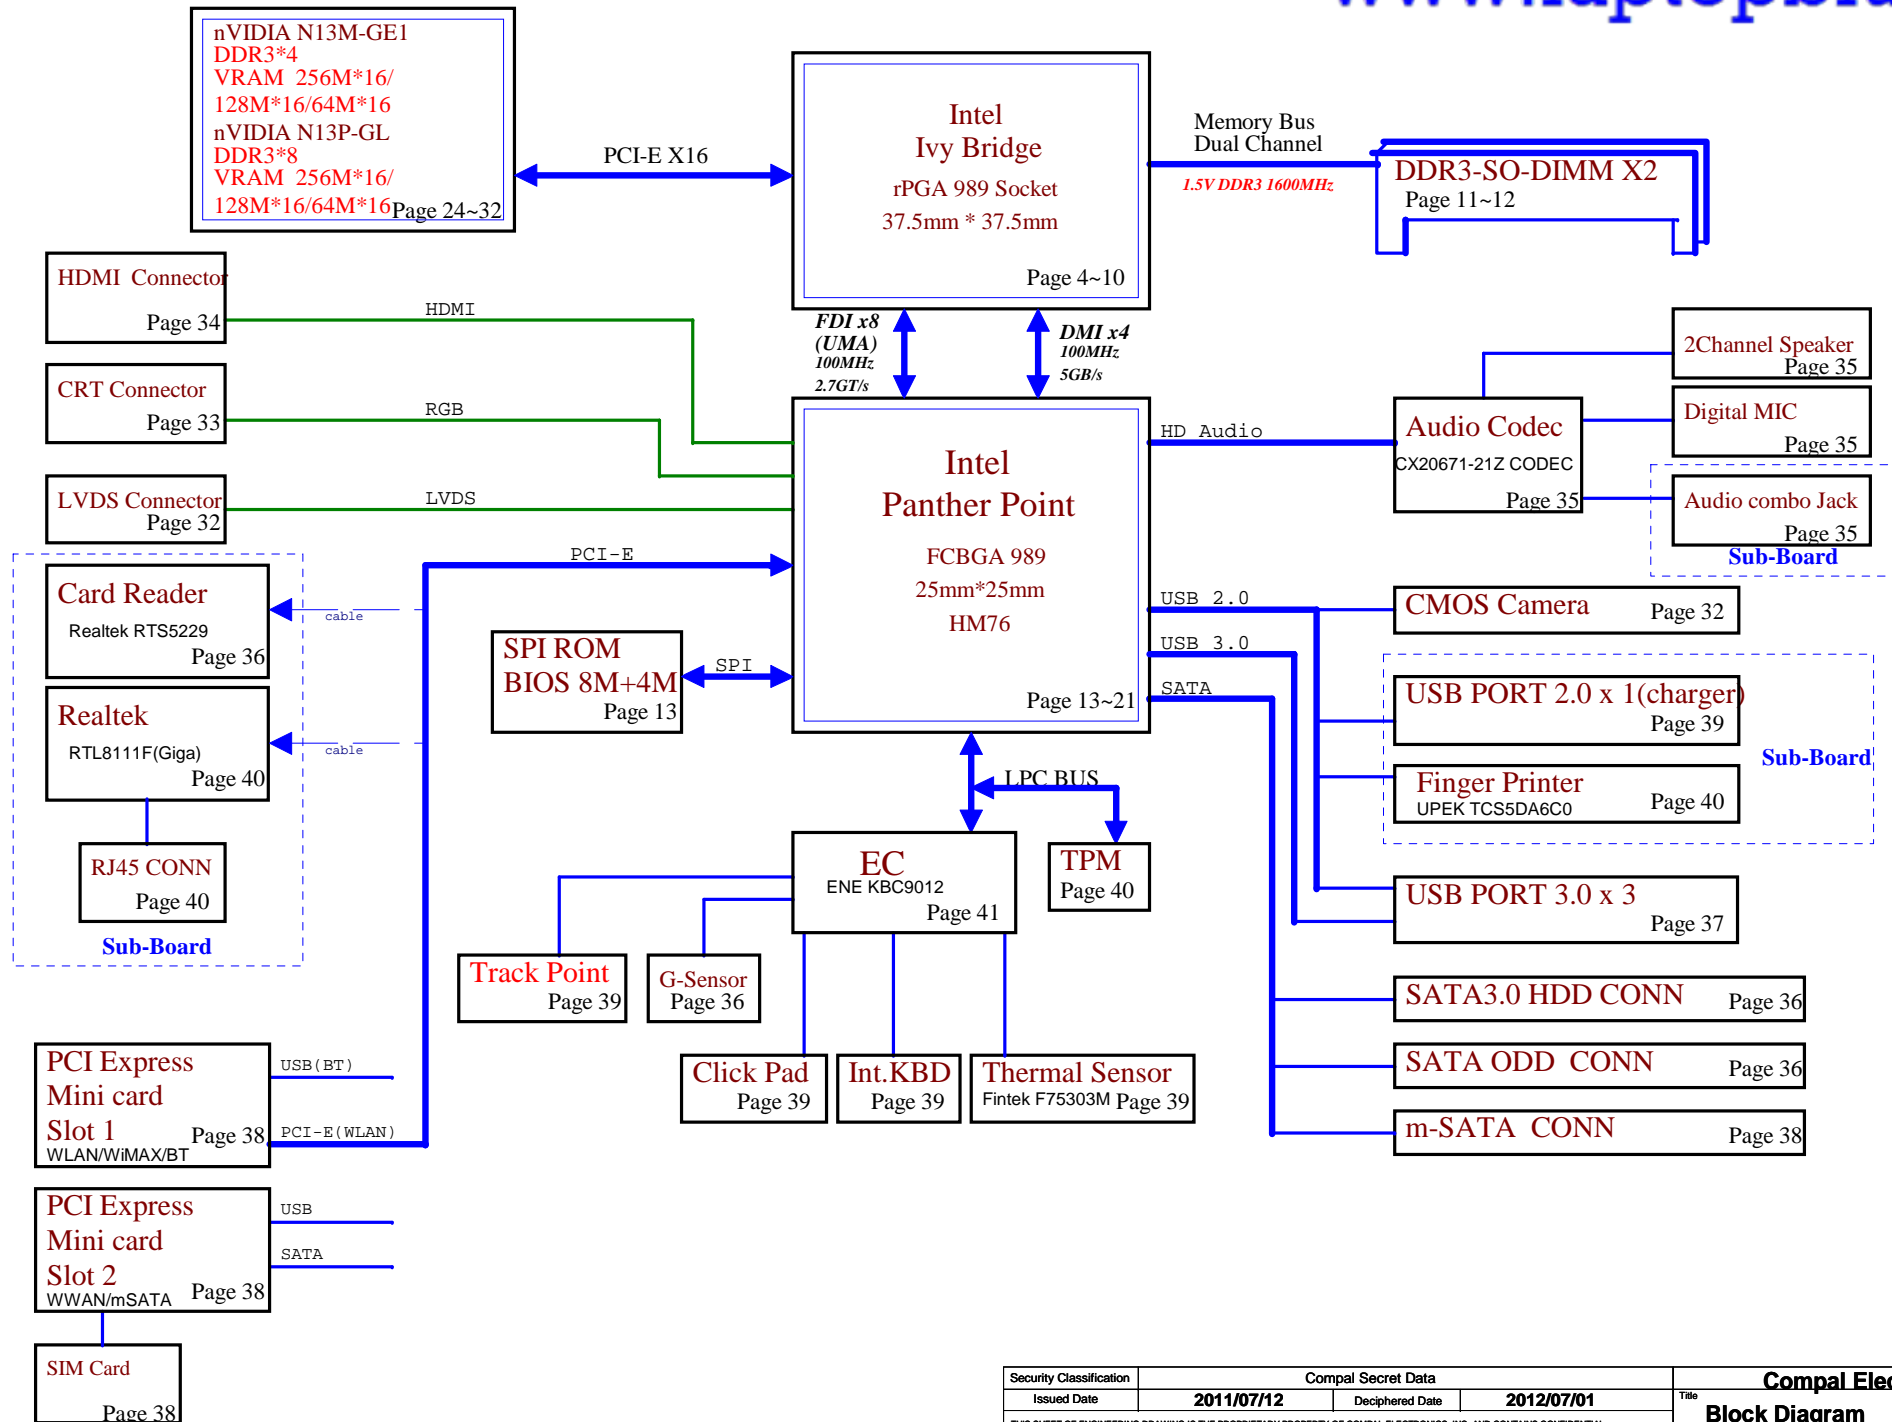 nVIDIA N13M-GE1
DDR3*4
VRAM 256M*16/
128M*16/64M*16
nVIDIA N13P-GL
DDR3*8
VRAM 256M*16/
128M*16/64M*16
Page 24~32
PCI-E X16
Intel
Ivy Bridge
rPGA 989 Socket
37.5mm * 37.5mm
Page 4~10
Memory Bus
Dual Channel
1.5V DDR3 1600MHz
DDR3-SO-DIMM X2
Page 11~12
HDMI Connector
Page 34
HDMI
CRT Connector
Page 33
RGB
LVDS Connector
Page 32
LVDS
FDI x8
(UMA)
100MHz
2.7GT/s
DMI x4
100MHz
5GB/s
Intel
Panther Point
FCBGA 989
25mm*25mm
HM76
Page 13~21
HD Audio
Audio Codec
CX20671-21Z CODEC
Page 35
2Channel Speaker
Page 35
Digital MIC
Page 35
Audio combo Jack
Page 35
Sub-Board
PCI-E
Card Reader
Realtek RTS5229
Page 36
cable
Realtek
RTL8111F(Giga)
Page 40
cable
RJ45 CONN
Page 40
Sub-Board
SPI ROM
BIOS 8M+4M
Page 13
SPI
USB 2.0
USB 3.0
SATA
CMOS Camera
Page 32
USB PORT 2.0 x 1(charger)
Page 39
Sub-Board
Finger Printer
UPEK TCS5DA6C0
Page 40
USB PORT 3.0 x 3
Page 37
SATA3.0 HDD CONN
Page 36
SATA ODD CONN
Page 36
m-SATA CONN
Page 38
LPC BUS
EC
ENE KBC9012
Page 41
TPM
Page 40
Track Point
Page 39
G-Sensor
Page 36
Click Pad
Page 39
Int.KBD
Page 39
Thermal Sensor
Fintek F75303M
Page 39
PCI Express
Mini card
Slot 1
WLAN/WiMAX/BT
Page 38
USB(BT)
PCI-E(WLAN)
PCI Express
Mini card
Slot 2
WWAN/mSATA
Page 38
USB
SATA
SIM Card
Page 38
Security Classification
Compal Secret Data
Issued Date
2011/07/12
Deciphered Date
2012/07/01
Compal Elec
Title
Block Diagram